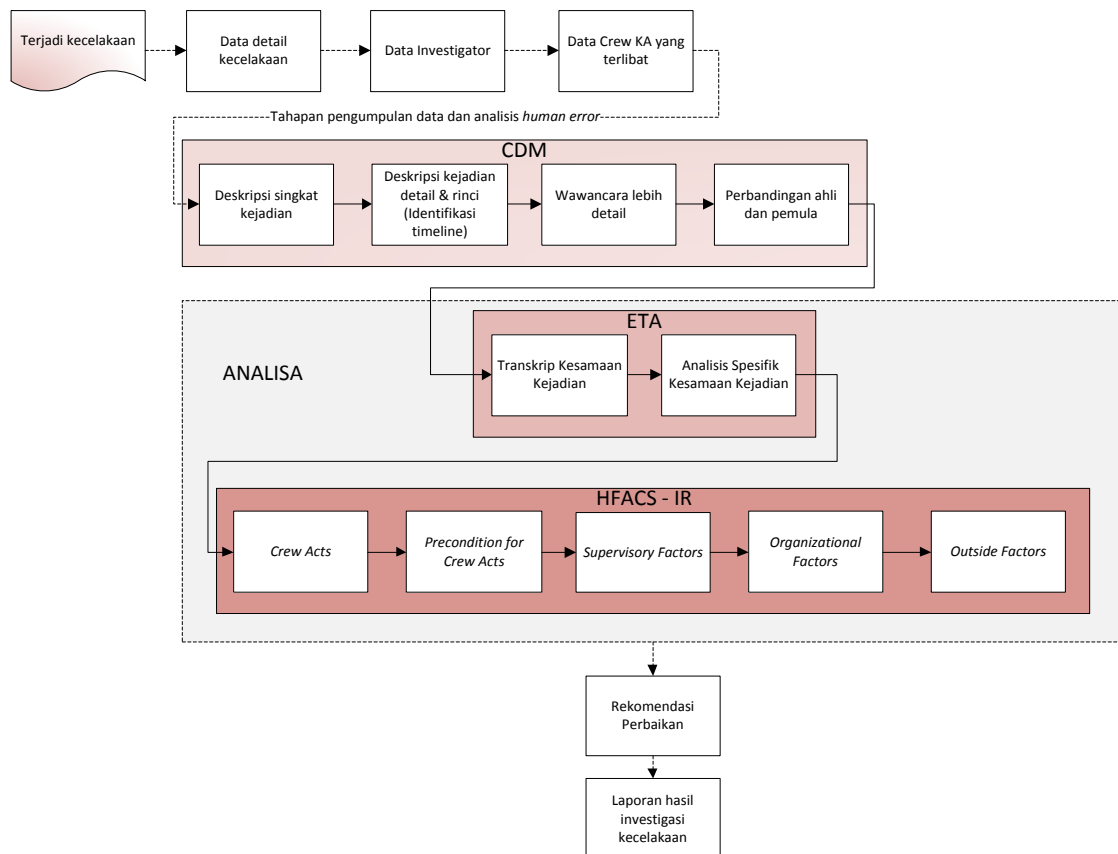 Terjadi kecelakaan
Data detail
kecelakaan
Data Investigator
Data Crew KA yang
terlibat
Tahapan pengumpulan data dan analisis human error
CDM
Deskripsi singkat
kejadian
Deskripsi kejadian
detail & rinci
(Identifikasi
timeline)
Wawancara lebih
detail
Perbandingan ahli
dan pemula
ANALISA
ETA
Transkrip Kesamaan
Kejadian
Analisis Spesifik
Kesamaan Kejadian
HFACS - IR
Crew Acts
Precondition for
Crew Acts
Supervisory Factors
Organizational
Factors
Outside Factors
Rekomendasi
Perbaikan
Laporan hasil
investigasi
kecelakaan